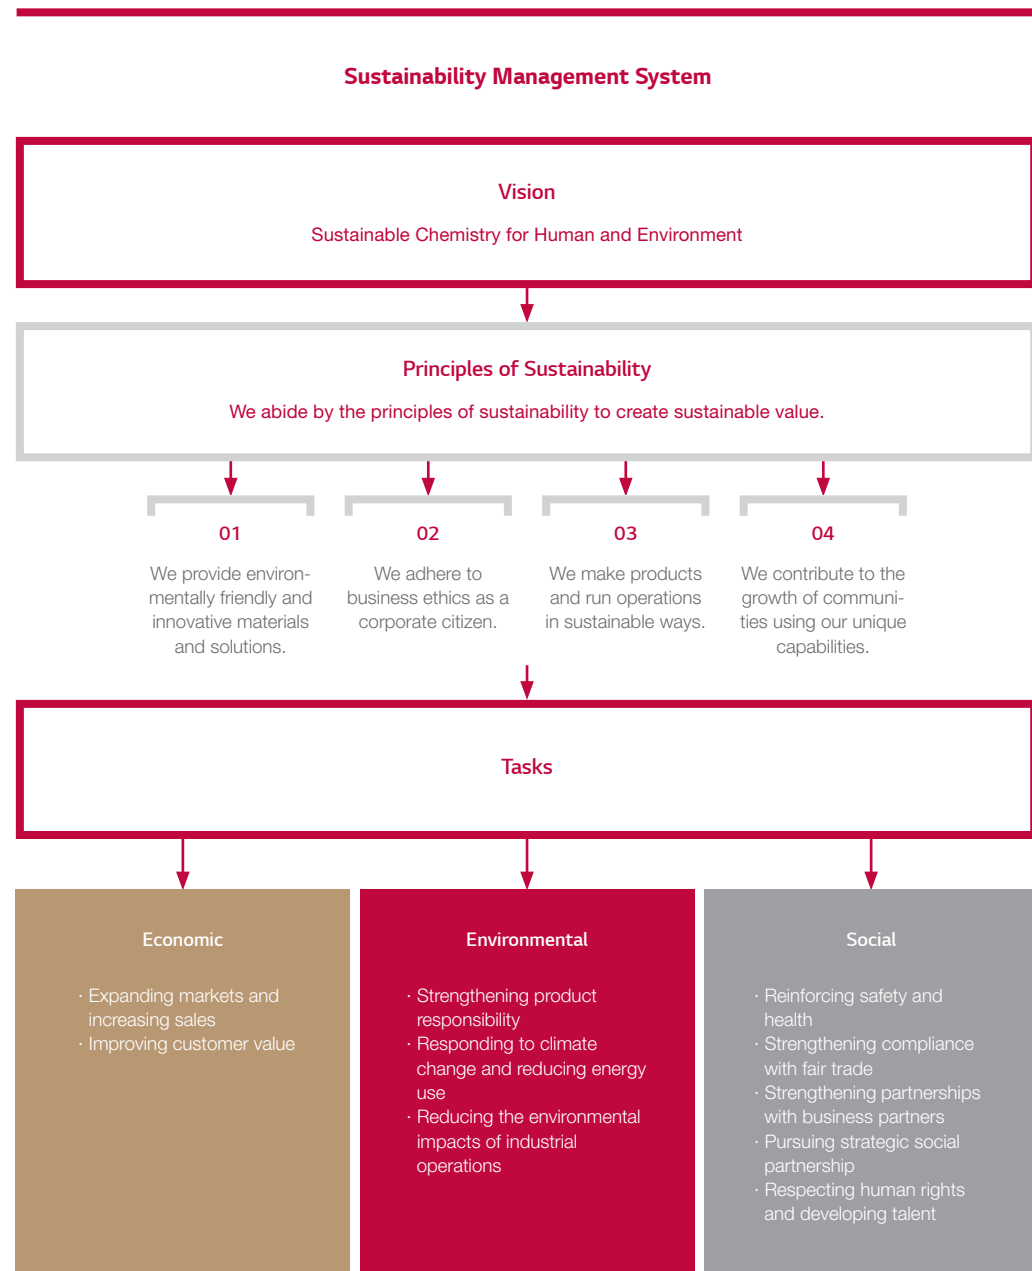 Sustainability Management System
Vision
Sustainable Chemistry for Human and Environment
Principles of Sustainability
We abide by the principles of sustainability to create sustainable value.
01
We provide environ-
mentally friendly and
innovative materials
and solutions.
02
We adhere to
business ethics as a
corporate citizen.
03
We make products
and run operations
in sustainable ways.
04
We contribute to the
growth of communi-
ties using our unique
capabilities.
Tasks
Economic
· Expanding markets and
increasing sales
· Improving customer value
Environmental
· Strengthening product
responsibility
· Responding to climate
change and reducing energy
use
· Reducing the environmental
impacts of industrial
operations
Social
· Reinforcing safety and
health
· Strengthening compliance
with fair trade
· Strengthening partnerships
with business partners
· Pursuing strategic social
partnership
· Respecting human rights
and developing talent